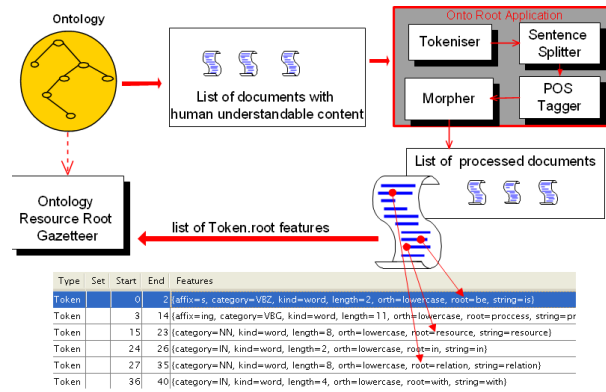 Ontology
List of documents with
human understandable content
Onto Root Application
Tokeniser
Sentence
Splitter
Morpher
POS
Tagger
List of processed documents
Ontology
Resource Root
Gazetteer
list of Token.root features
Type Set Start End Features
Token 0 2 {affix=s, category=VBZ, kind=word, length=2, orth=lowercase, root=be, string=is}
Token 3 14 {affix=ing, category=VBG, kind=word, length=11, orth=lowercase, root=proccess, string=pr
Token 15 23 {category=NN, kind=word, length=8, orth=lowercase, root=resource, string=resource}
Token 24 26 {category=IN, kind=word, length=2, orth=lowercase, root=in, string=in}
Token 27 35 {category=NN, kind=word, length=8, orth=lowercase, root=relation, string=relation}
Token 36 40 {category=IN, kind=word, length=4, orth=lowercase, root=with, string=with}